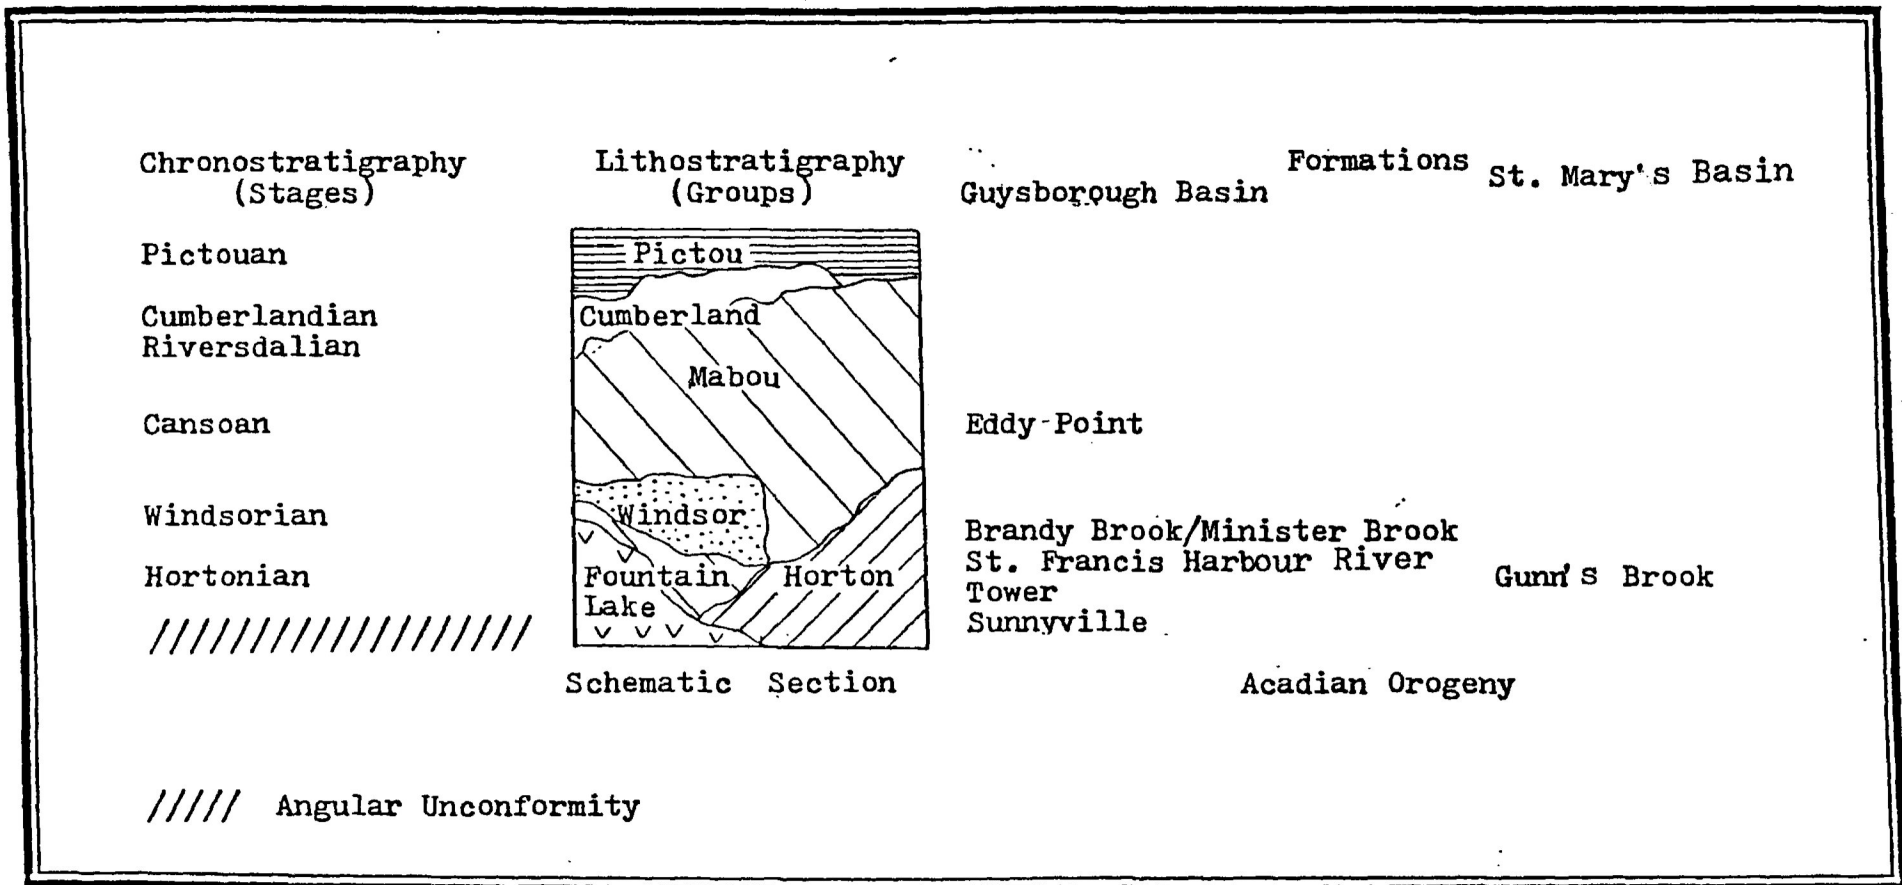 Chronostratigraphy
(Stages)
Lithostratigraphy
(Groups)
Formations
Guysborough Basin
St. Mary's Basin
Pictouan
Cumberlandian
Riversdalian
Cansoan
Windsorian
Hortonian
Pictou
Cumberland
Mabou
Windsor
Fountain
Lake
Horton
Schematic Section
Eddy Point
Brandy Brook/Minister Brook
St. Francis Harbour River
Tower
Sunnyville
Gunn's Brook
Acadian Orogeny
Angular Unconformity